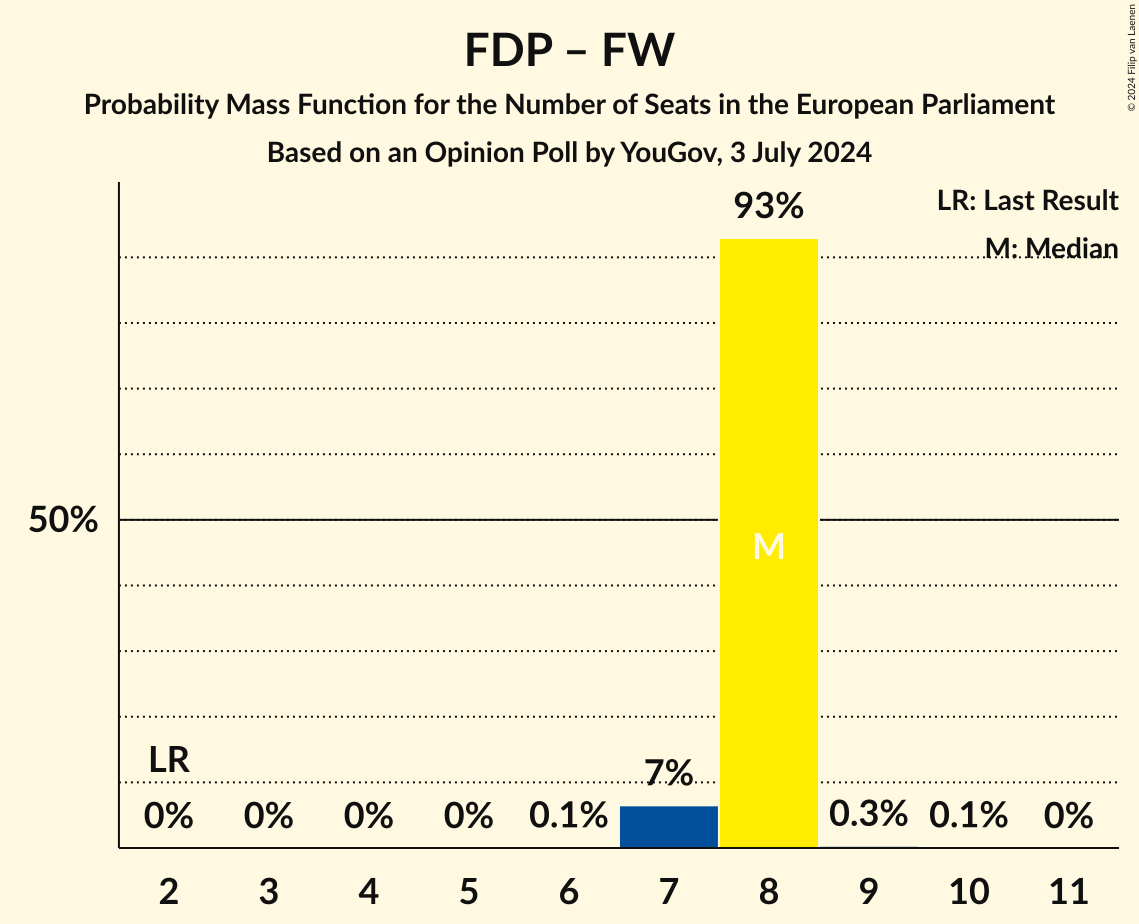 FDP – FW
Probability Mass Function for the Number of Seats in the European Parliament
Based on an Opinion Poll by YouGov, 3 July 2024
© 2024 Filip van Laenen
LR: Last Result
M: Median
93%
50%
M
LR
7%
0% 0% 0% 0% 0.1% 0.3% 0.1% 0%
2 3 4 5 6 7 8 9 10 11